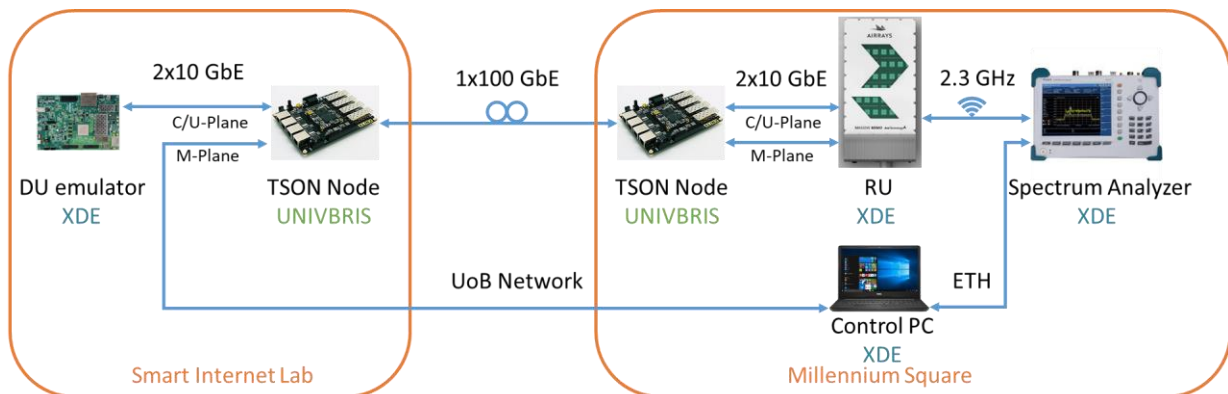 AIRRAYS
2x10 GbE
1x100 GbE
2x10 GbE
2.3 GHz
C/U-Plane
C/U-Plane
M-Plane
M-Plane
DU emulator
TSON Node
TSON Node
RU
Spectrum Analyzer
XDE
UNIVBRIS
UNIVBRIS
XDE
XDE
UoB Network
ETH
Control PC
XDE
Smart Internet Lab
Millennium Square